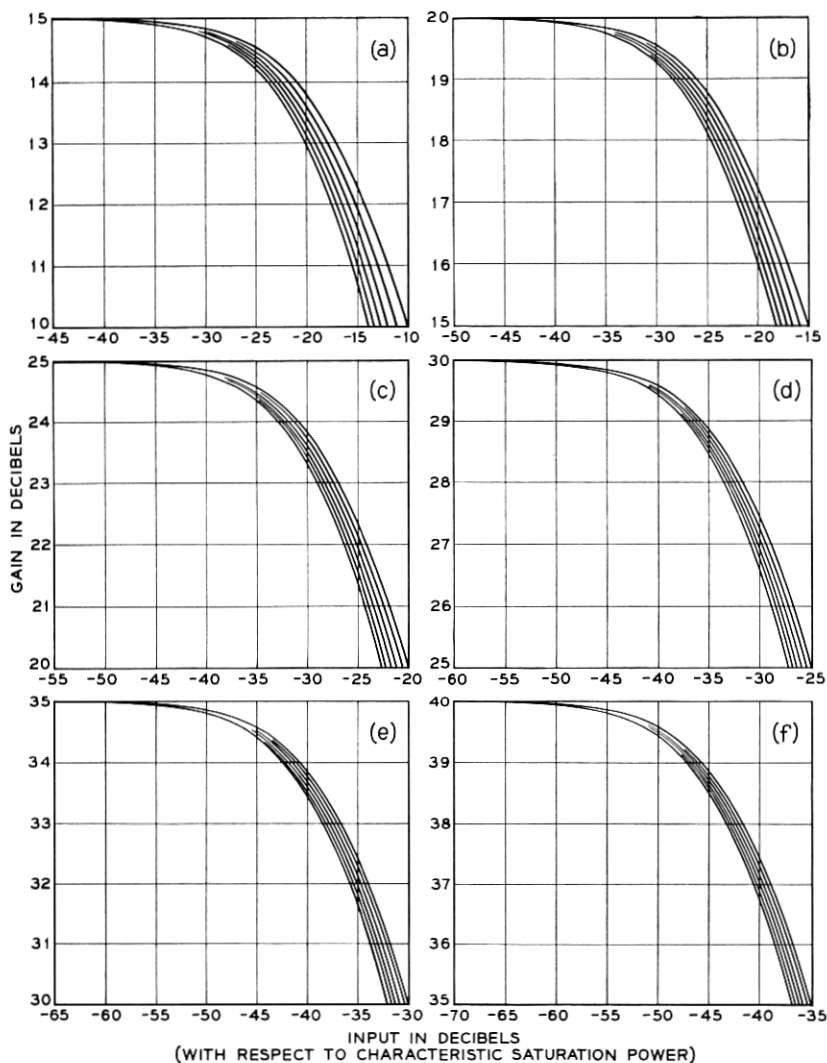 15
14
13
12
11
10
(a)
-45 -40 -35 -30 -25 -20 -15 -10
20
19
18
17
16
15
(b)
-50 -45 -40 -35 -30 -25 -20 -15
25
24
23
22
21
20
(c)
-55 -50 -45 -40 -35 -30 -25 -20
30
29
28
27
26
25
(d)
-60 -55 -50 -45 -40 -35 -30 -25
35
34
33
32
31
30
(e)
-65 -60 -55 -50 -45 -40 -35 -30
40
39
38
37
36
35
(f)
-70 -65 -60 -55 -50 -45 -40 -35
GAIN IN DECIBELS
INPUT IN DECIBELS
(WITH RESPECT TO CHARACTERISTIC SATURATION POWER)